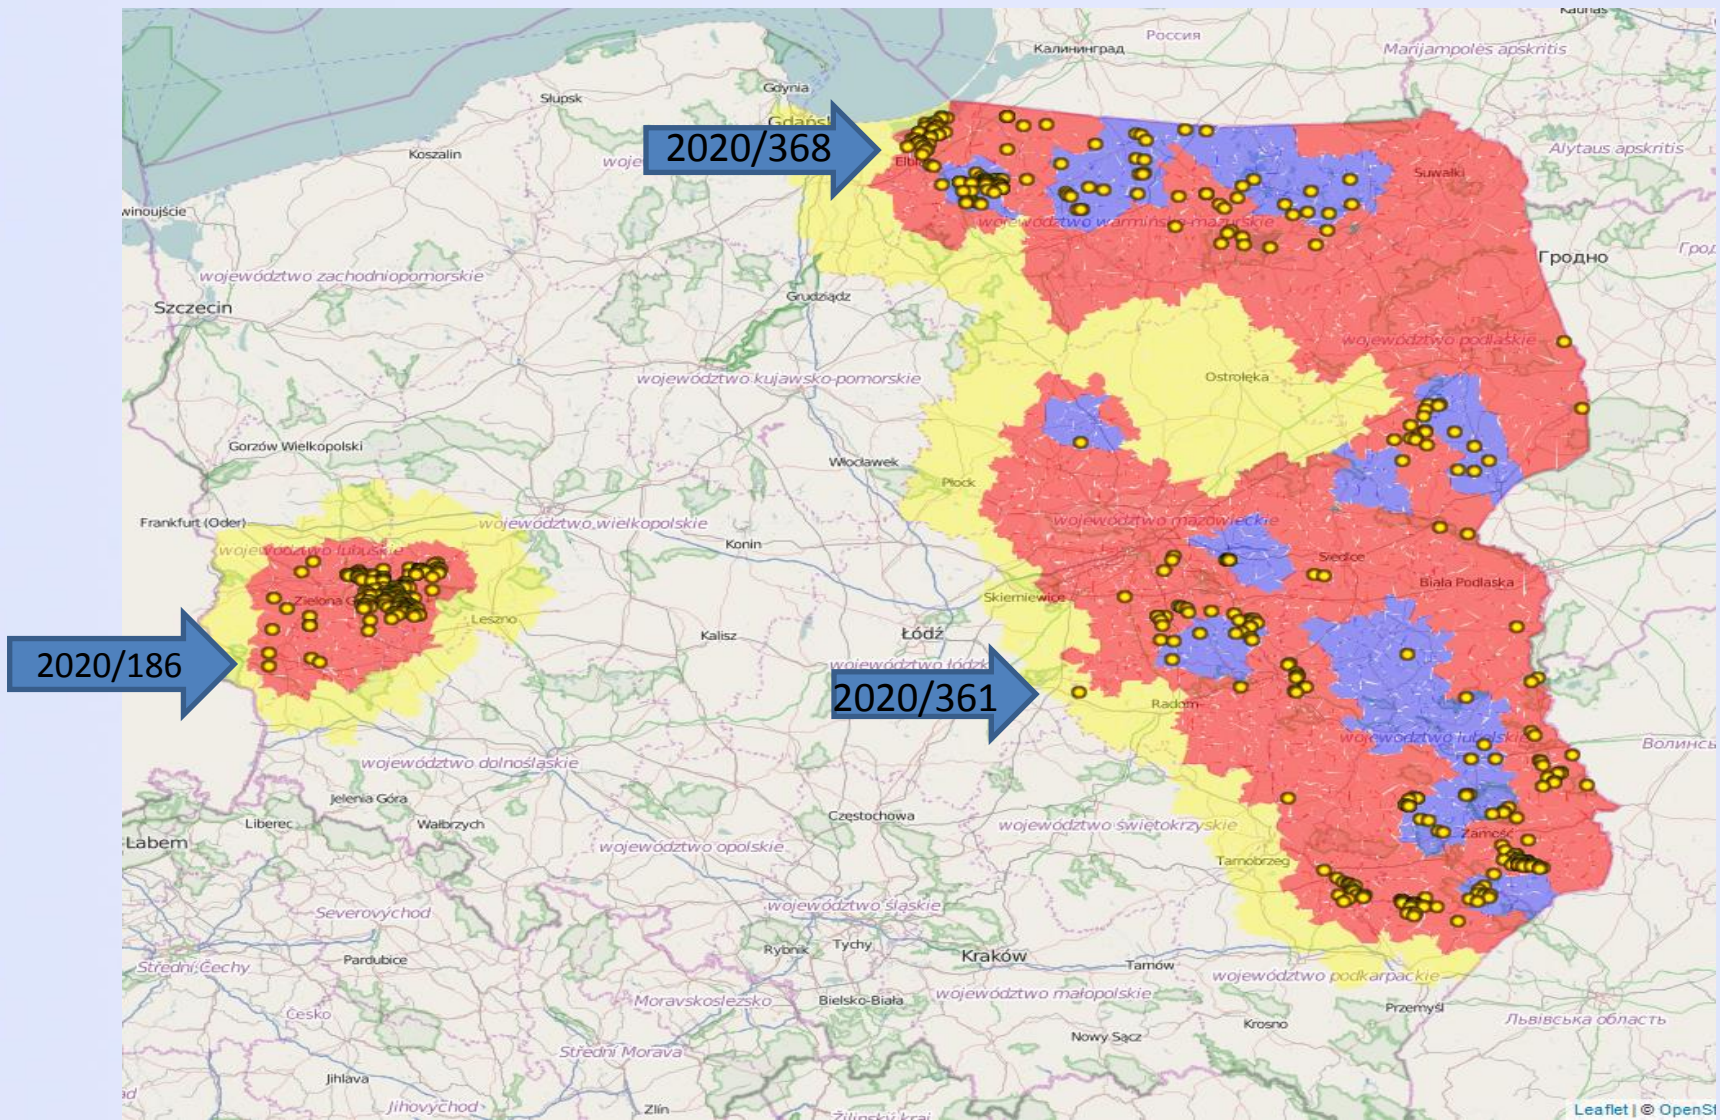 Kaunas
Россия
Калининград
Marijampolės apskritis
Gdynia
Słupsk
Gdańsk
2020/368
Koszalin
Elbląg
Alytaus apskritis
Suwałki
winoujście
województwo warmińsko-mazurskie
Гродно
województwo zachodniopomorskie
Grudziądz
Szczecin
województwo podlaskie
województwo kujawsko-pomorskie
Ostrołęka
Gorzów Wielkopolski
Włocławek
Płock
Frankfurt (Oder)
województwo wielkopolskie
województwo mazowieckie
Konin
województwo lubuskie
Siedlce
Biała Podlaska
Zielona G
Skierniewice
Leszno
Kalisz
Łódź
2020/186
województwo łódzk
2020/361
Radom
województwo lubelskie
Волинсь
województwo dolnośląskie
Jelenia Góra
Liberec
Wałbrzych
Częstochowa
województwo świętokrzyskie
Labem
województwo opolskie
Zamość
Tarnobrzeg
województwo śląskie
Severovýchod
Rybnik
Tychy
Kraków
Tarnów
Pardubice
Střední Čechy
województwo podkarpackie
Moravskoslezsko
Bielsko-Biała
województwo małopolskie
Przemyśl
Česko
Krosno
Львівська область
Nowy Sącz
Střední Morava
Jihlava
Jihovýchod
Zlín
Žilinský kraj
Leaflet | © OpenSt